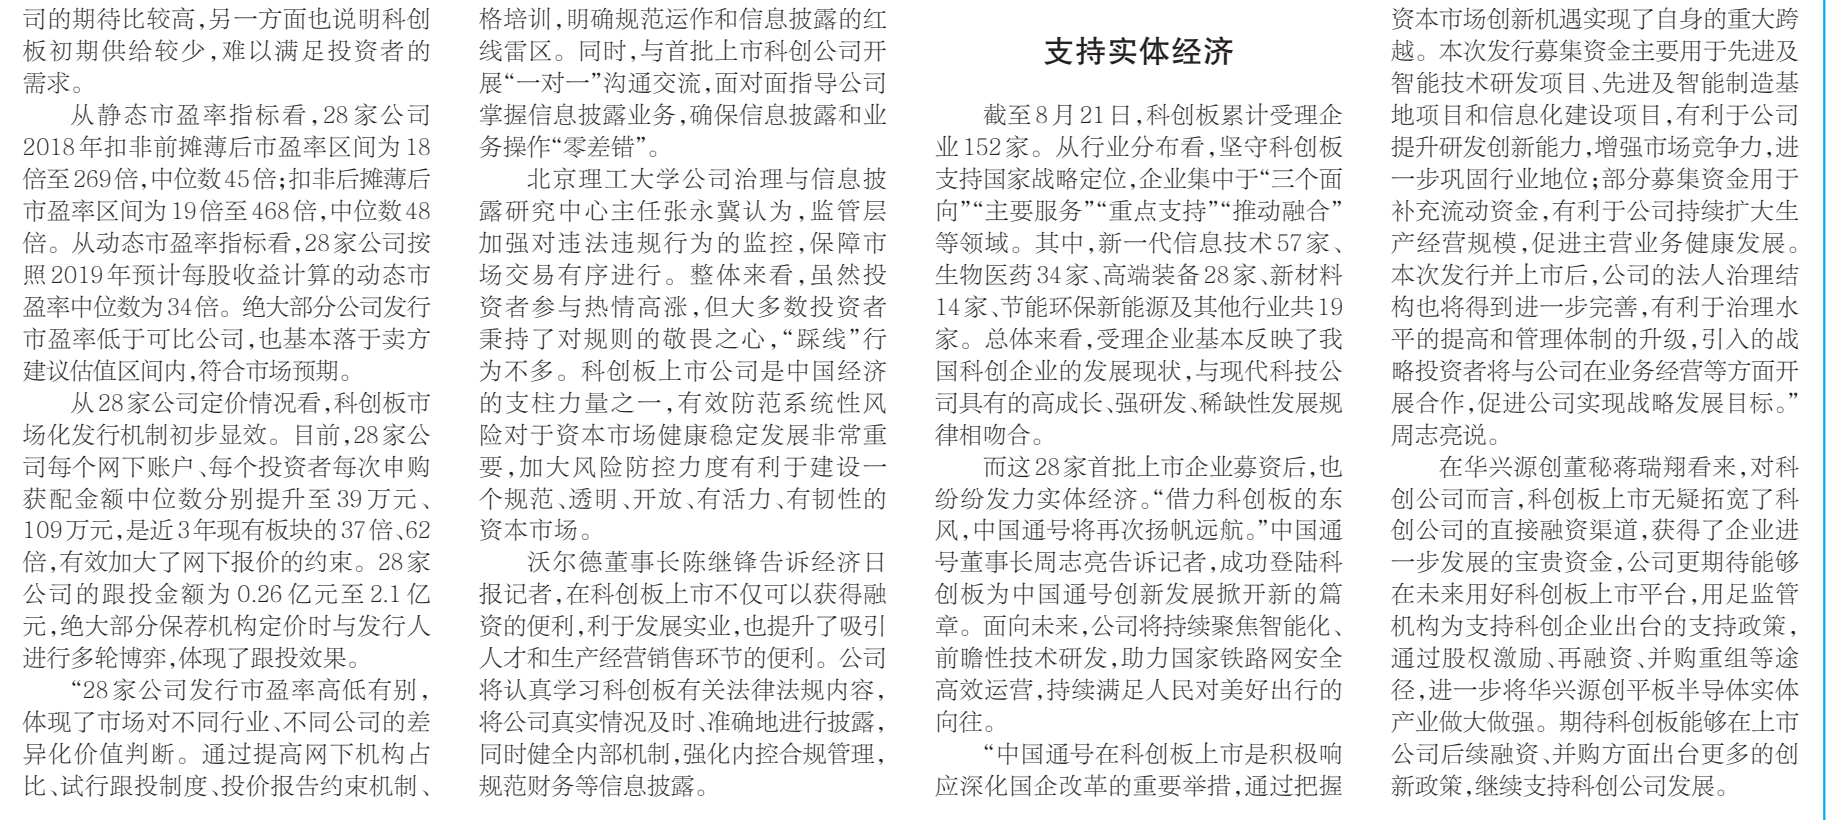 司的期待比较高，另一方面也说明科创
板初期供给较少，难以满足投资者的
需求。
从静态市盈率指标看，28家公司
2018年扣非前摊薄后市盈率区间为18
倍至269倍，中位数45倍；扣非后摊薄后
市盈率区间为19倍至468倍，中位数48
倍。从动态市盈率指标看，28家公司按
照2019年预计每股收益计算的动态市
盈率中位数为34倍。绝大部分公司发行
市盈率低于可比公司，也基本落于卖方
建议估值区间内，符合市场预期。
从28家公司定价情况看，科创板市
场化发行机制初步显效。目前，28家公
司每个网下账户、每个投资者每次申购
获配金额中位数分别提升至39万元、
109万元，是近3年现有板块的37倍、62
倍，有效加大了网下报价的约束。28家
公司的跟投金额为0.26亿元至2.1亿
元，绝大部分保荐机构定价时与发行人
进行多轮博弈，体现了跟投效果。
“28家公司发行市盈率高低有别，
体现了市场对不同行业、不同公司的差
异化价值判断。通过提高网下机构占
比、试行跟投制度、投价报告约束机制、
格培训，明确规范运作和信息披露的红
线雷区。同时，与首批上市科创公司开
展“一对一”沟通交流，面对面指导公司
掌握信息披露业务，确保信息披露和业
务操作“零差错”。
北京理工大学公司治理与信息披
露研究中心主任张永冀认为，监管层
加强对违法违规行为的监控，保障市
场交易有序进行。整体来看，虽然投
资者参与热情高涨，但大多数投资者
秉持了对规则的敬畏之心，“踩线”行
为不多。科创板上市公司是中国经济
的支柱力量之一，有效防范系统性风
险对于资本市场健康稳定发展非常重
要，加大风险防控力度有利于建设一
个规范、透明、开放、有活力、有韧性的
资本市场。
沃尔德董事长陈继锋告诉经济日
报记者，在科创板上市不仅可以获得融
资的便利，利于发展实业，也提升了吸引
人才和生产经营销售环节的便利。公司
将认真学习科创板有关法律法规内容，
将公司真实情况及时、准确地进行披露，
同时健全内部机制，强化内控合规管理，
规范财务等信息披露。
支持实体经济
截至8月21日，科创板累计受理企
业152家。从行业分布看，坚守科创板
支持国家战略定位，企业集中于“三个面
向”“主要服务”“重点支持”“推动融合”
等领域。其中，新一代信息技术57家、
生物医药34家、高端装备28家、新材料
14家、节能环保新能源及其他行业共19
家。总体来看，受理企业基本反映了我
国科创企业的发展现状，与现代科技公
司具有的高成长、强研发、稀缺性发展规
律相吻合。
而这28家首批上市企业募资后，也
纷纷发力实体经济。“借力科创板的东
风，中国通号将再次扬帆远航。”中国通
号董事长周志亮告诉记者，成功登陆科
创板为中国通号创新发展掀开新的篇
章。面向未来，公司将持续聚焦智能化、
前瞻性技术研发，助力国家铁路网安全
高效运营，持续满足人民对美好出行的
向往。
“中国通号在科创板上市是积极响
应深化国企改革的重要举措，通过把握
资本市场创新机遇实现了自身的重大跨
越。本次发行募集资金主要用于先进及
智能技术研发项目、先进及智能制造基
地项目和信息化建设项目，有利于公司
提升研发创新能力，增强市场竞争力，进
一步巩固行业地位；部分募集资金用于
补充流动资金，有利于公司持续扩大生
产经营规模，促进主营业务健康发展。
本次发行并上市后，公司的法人治理结
构也将得到进一步完善，有利于治理水
平的提高和管理体制的升级，引入的战
略投资者将与公司在业务经营等方面开
展合作，促进公司实现战略发展目标。”
周志亮说。
在华兴源创董秘蒋瑞翔看来，对科
创公司而言，科创板上市无疑拓宽了科
创公司的直接融资渠道，获得了企业进
一步发展的宝贵资金，公司更期待能够
在未来用好科创板上市平台，用足监管
机构为支持科创企业出台的支持政策，
通过股权激励、再融资、并购重组等途
径，进一步将华兴源创平板半导体实体
产业做大做强。期待科创板能够在上市
公司后续融资、并购方面出台更多的创
新政策，继续支持科创公司发展。